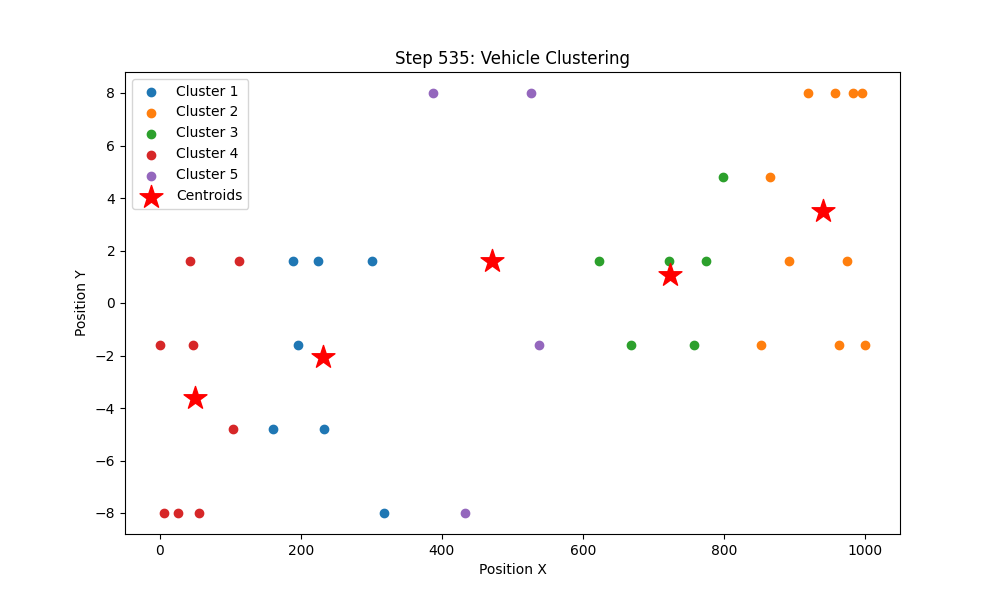 Step 535: Vehicle Clustering
Cluster 1
Cluster 2
Cluster 3
Cluster 4
Cluster 5
Centroids
8
6
4
2
0
−2
−4
−6
−8
Position Y
0 200 400 600 800 1000
Position X